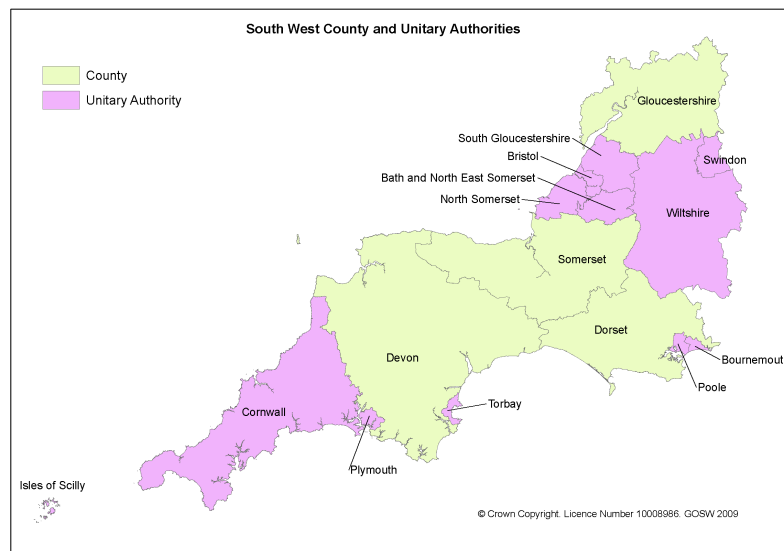 South West County and Unitary Authorities
County
Unitary Authority
Gloucestershire
South Gloucestershire
Bristol
Swindon
Bath and North East Somerset
North Somerset
Wiltshire
Somerset
Dorset
Devon
Bournemout
Poole
Torbay
Cornwall
Plymouth
Isles of Scilly
© Crown Copyright. Licence Number 10008986. GOSW 2009